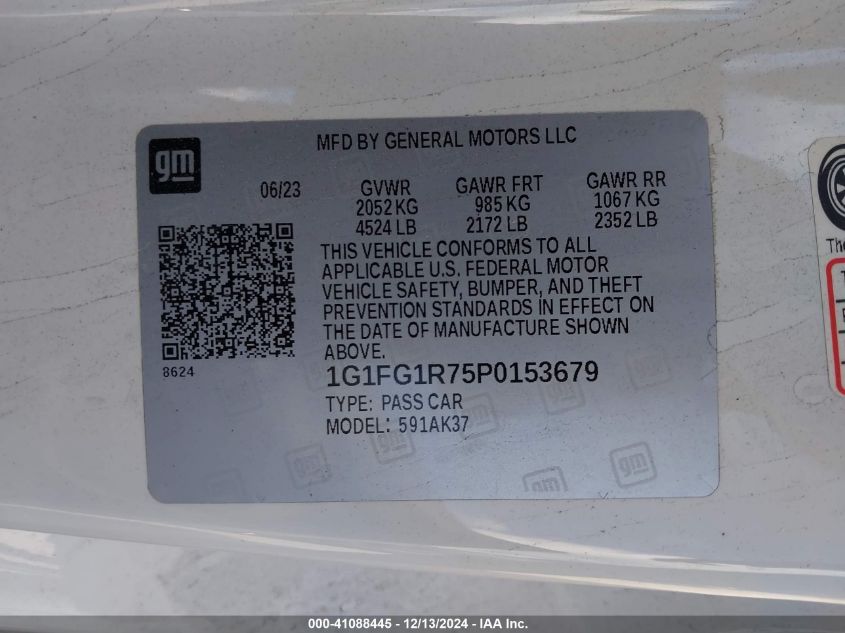 MFD BY GENERAL MOTORS LLC
gm
06/23 GVWR GAWR FRT GAWR RR
2052 KG 985 KG 1067 KG
4524 LB 2172 LB 2352 LB
THIS VEHICLE CONFORMS TO ALL
APPLICABLE U.S. FEDERAL MOTOR
VEHICLE SAFETY, BUMPER, AND THEFT
PREVENTION STANDARDS IN EFFECT ON
THE DATE OF MANUFACTURE SHOWN
ABOVE.
8624
1G1FG1R75P0153679
TYPE: PASS CAR
MODEL: 591AK37
gm
000-41088445 - 12/13/2024 - IAA Inc.